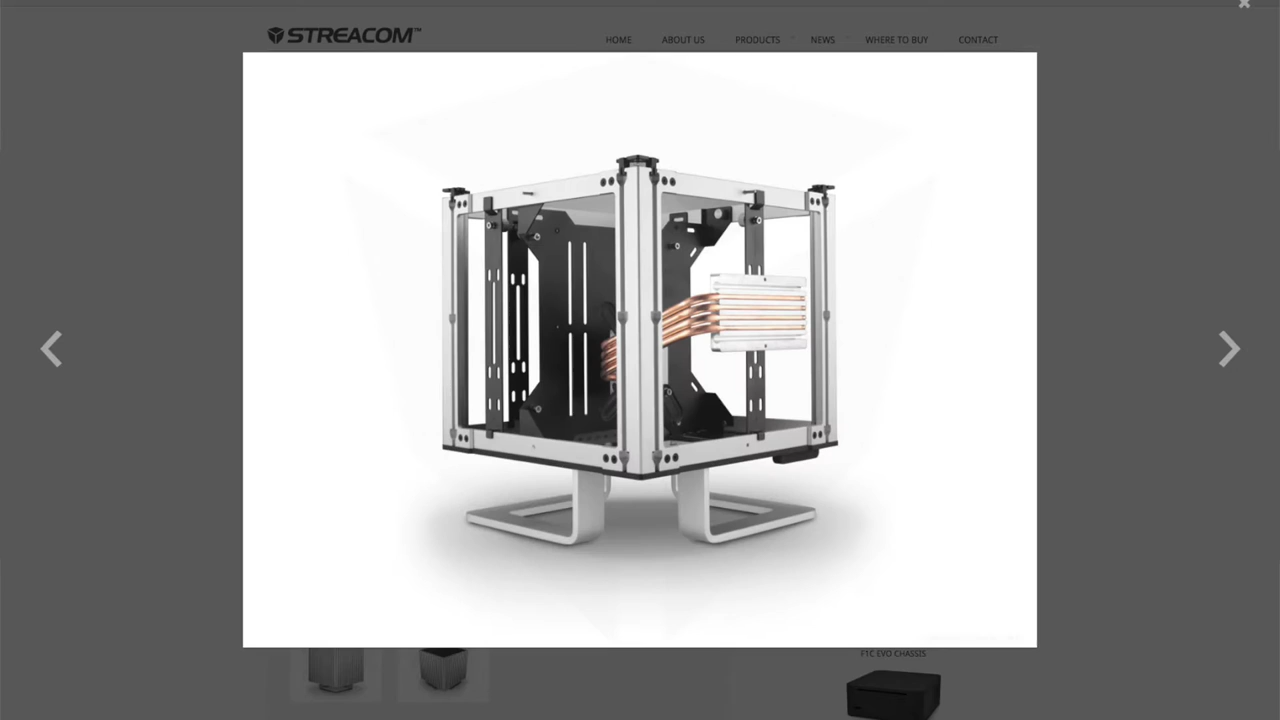 STREACOM™
HOME ABOUT US PRODUCTS NEWS WHERE TO BUY CONTACT
F1C EVO CHASSIS